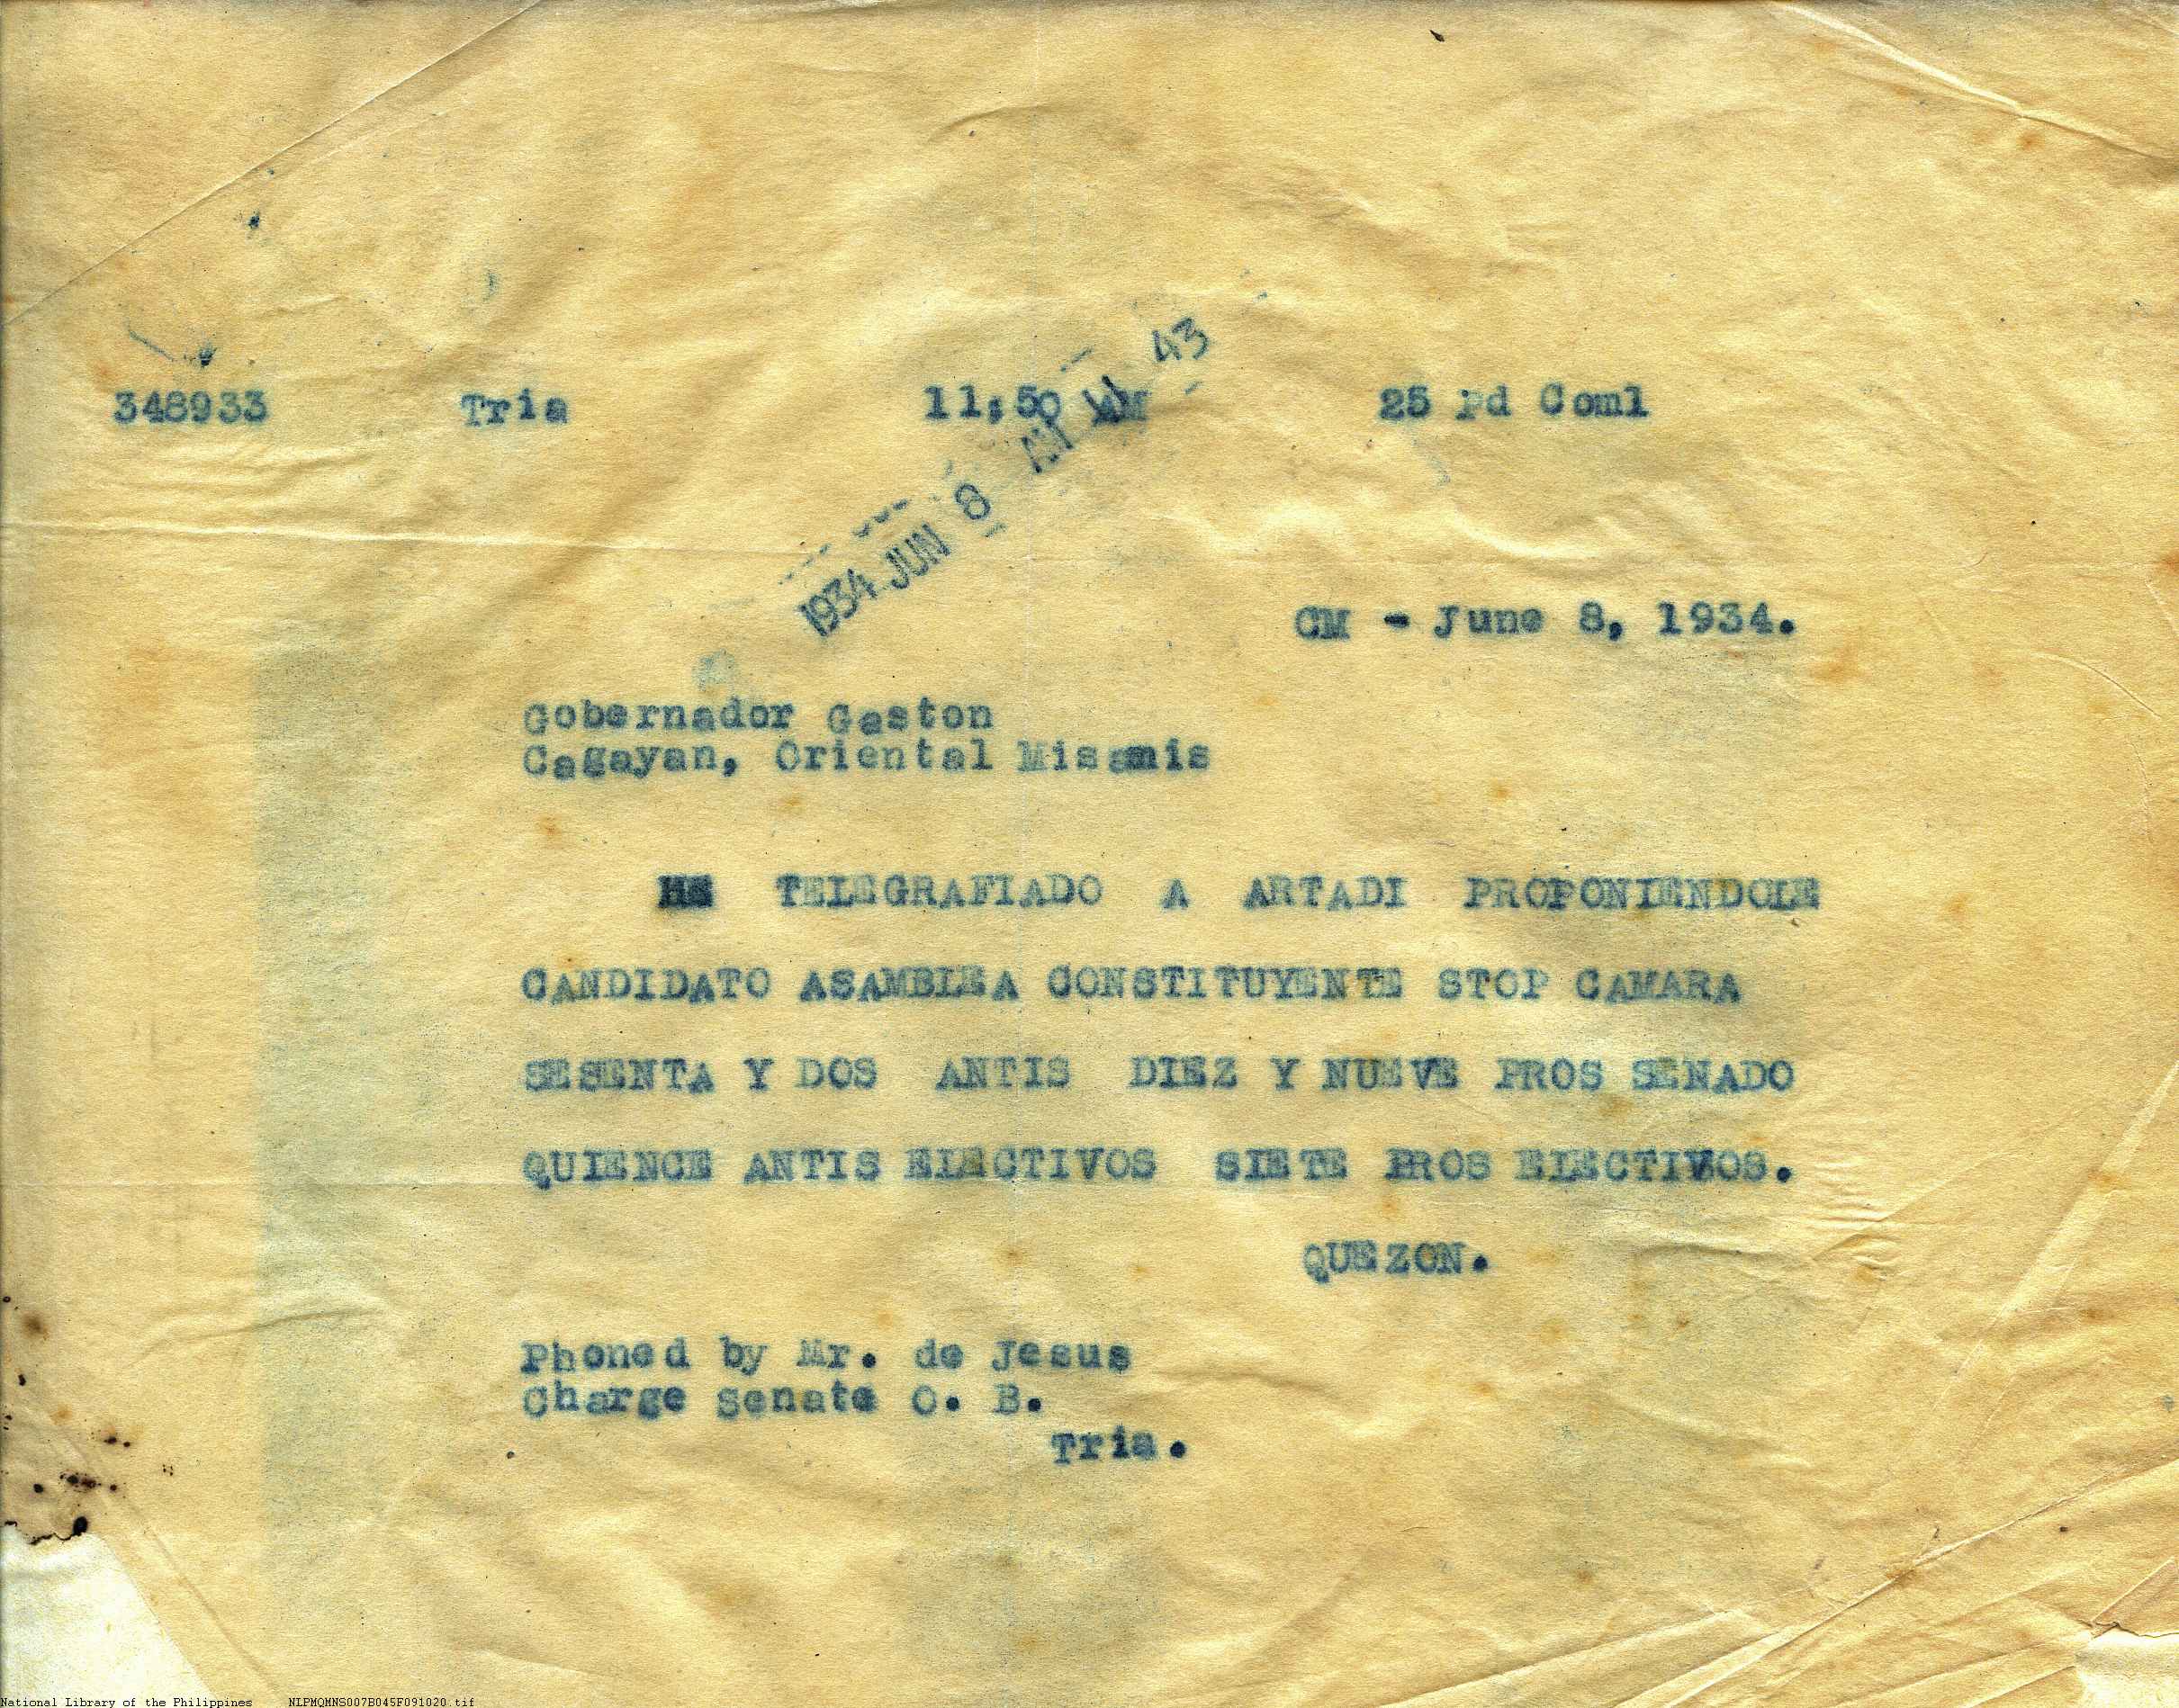 348933 Tria 11:50 AM 25 Pd Coml
1934 JUN 8 AM 11 43
CM - June 8, 1934.
Gobernador Gaston
Cagayan, Oriental Misamis
HE TELEGRAFIADO A ARTADI PROPONIENDOLE
CANDIDATO ASAMBLEA CONSTITUYENTE STOP CAMARA
SESENTA Y DOS ANTIS DIEZ Y NUEVE PROS SENADO
QUIENCE ANTIS ELECTIVOS SIETE PROS ELECTIVOS.
QUEZON.
Phoned by Mr. de Jesus
Charge Senate O. B.
Tria.
National Library of the Philippines NLPMQMNS007B045F091020.tif